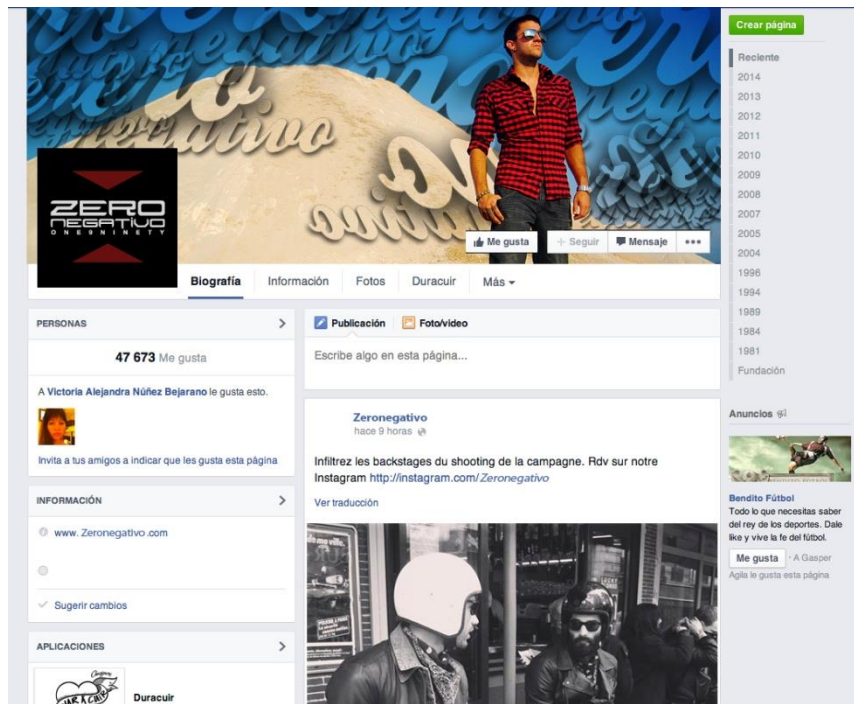 negativo
ZERO
NEGATIVO
ONE9NINETY
Me gusta
Seguir
Mensaje
Biografía
Información
Fotos
Duracuir
Más
PERSONAS
47 673 Me gusta
A Victoria Alejandra Núñez Bejarano le gusta esto.
Invita a tus amigos a indicar que les gusta esta página
INFORMACIÓN
www. Zeronegativo .com
Sugerir cambios
APLICACIONES
Duracuir
Publicación
Foto/video
Escribe algo en esta página...
Zeronegativo
hace 9 horas
Infiltrez les backstages du shooting de la campagne. Rdv sur notre
Instagram http://instagram.com/Zeronegativo
Ver traducción
Crear página
Reciente
2014
2013
2012
2011
2010
2009
2008
2007
2005
2004
1996
1994
1989
1984
1981
Fundación
Anuncios
Bendito Fútbol
Todo lo que necesitas saber
del rey de los deportes. Dale
like y vive la fe del fútbol.
Me gusta · A Gasper
Agila le gusta esta página